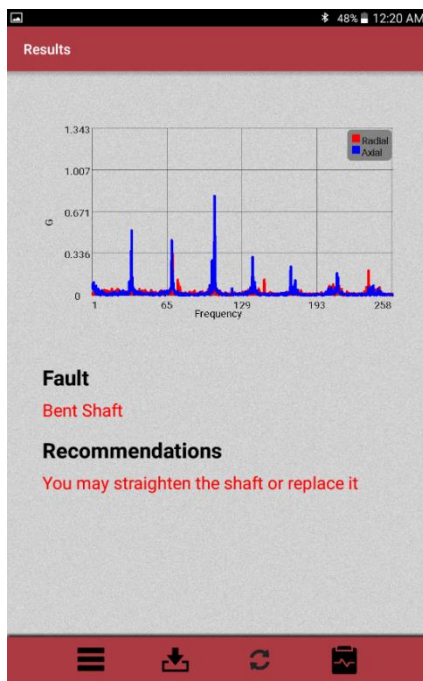 48% 12:20 AM
Results
1.343
1.007
0.671
0.336
0
G
Radial
Axial
1 65 129 193 258
Frequency
Fault
Bent Shaft
Recommendations
You may straighten the shaft or replace it